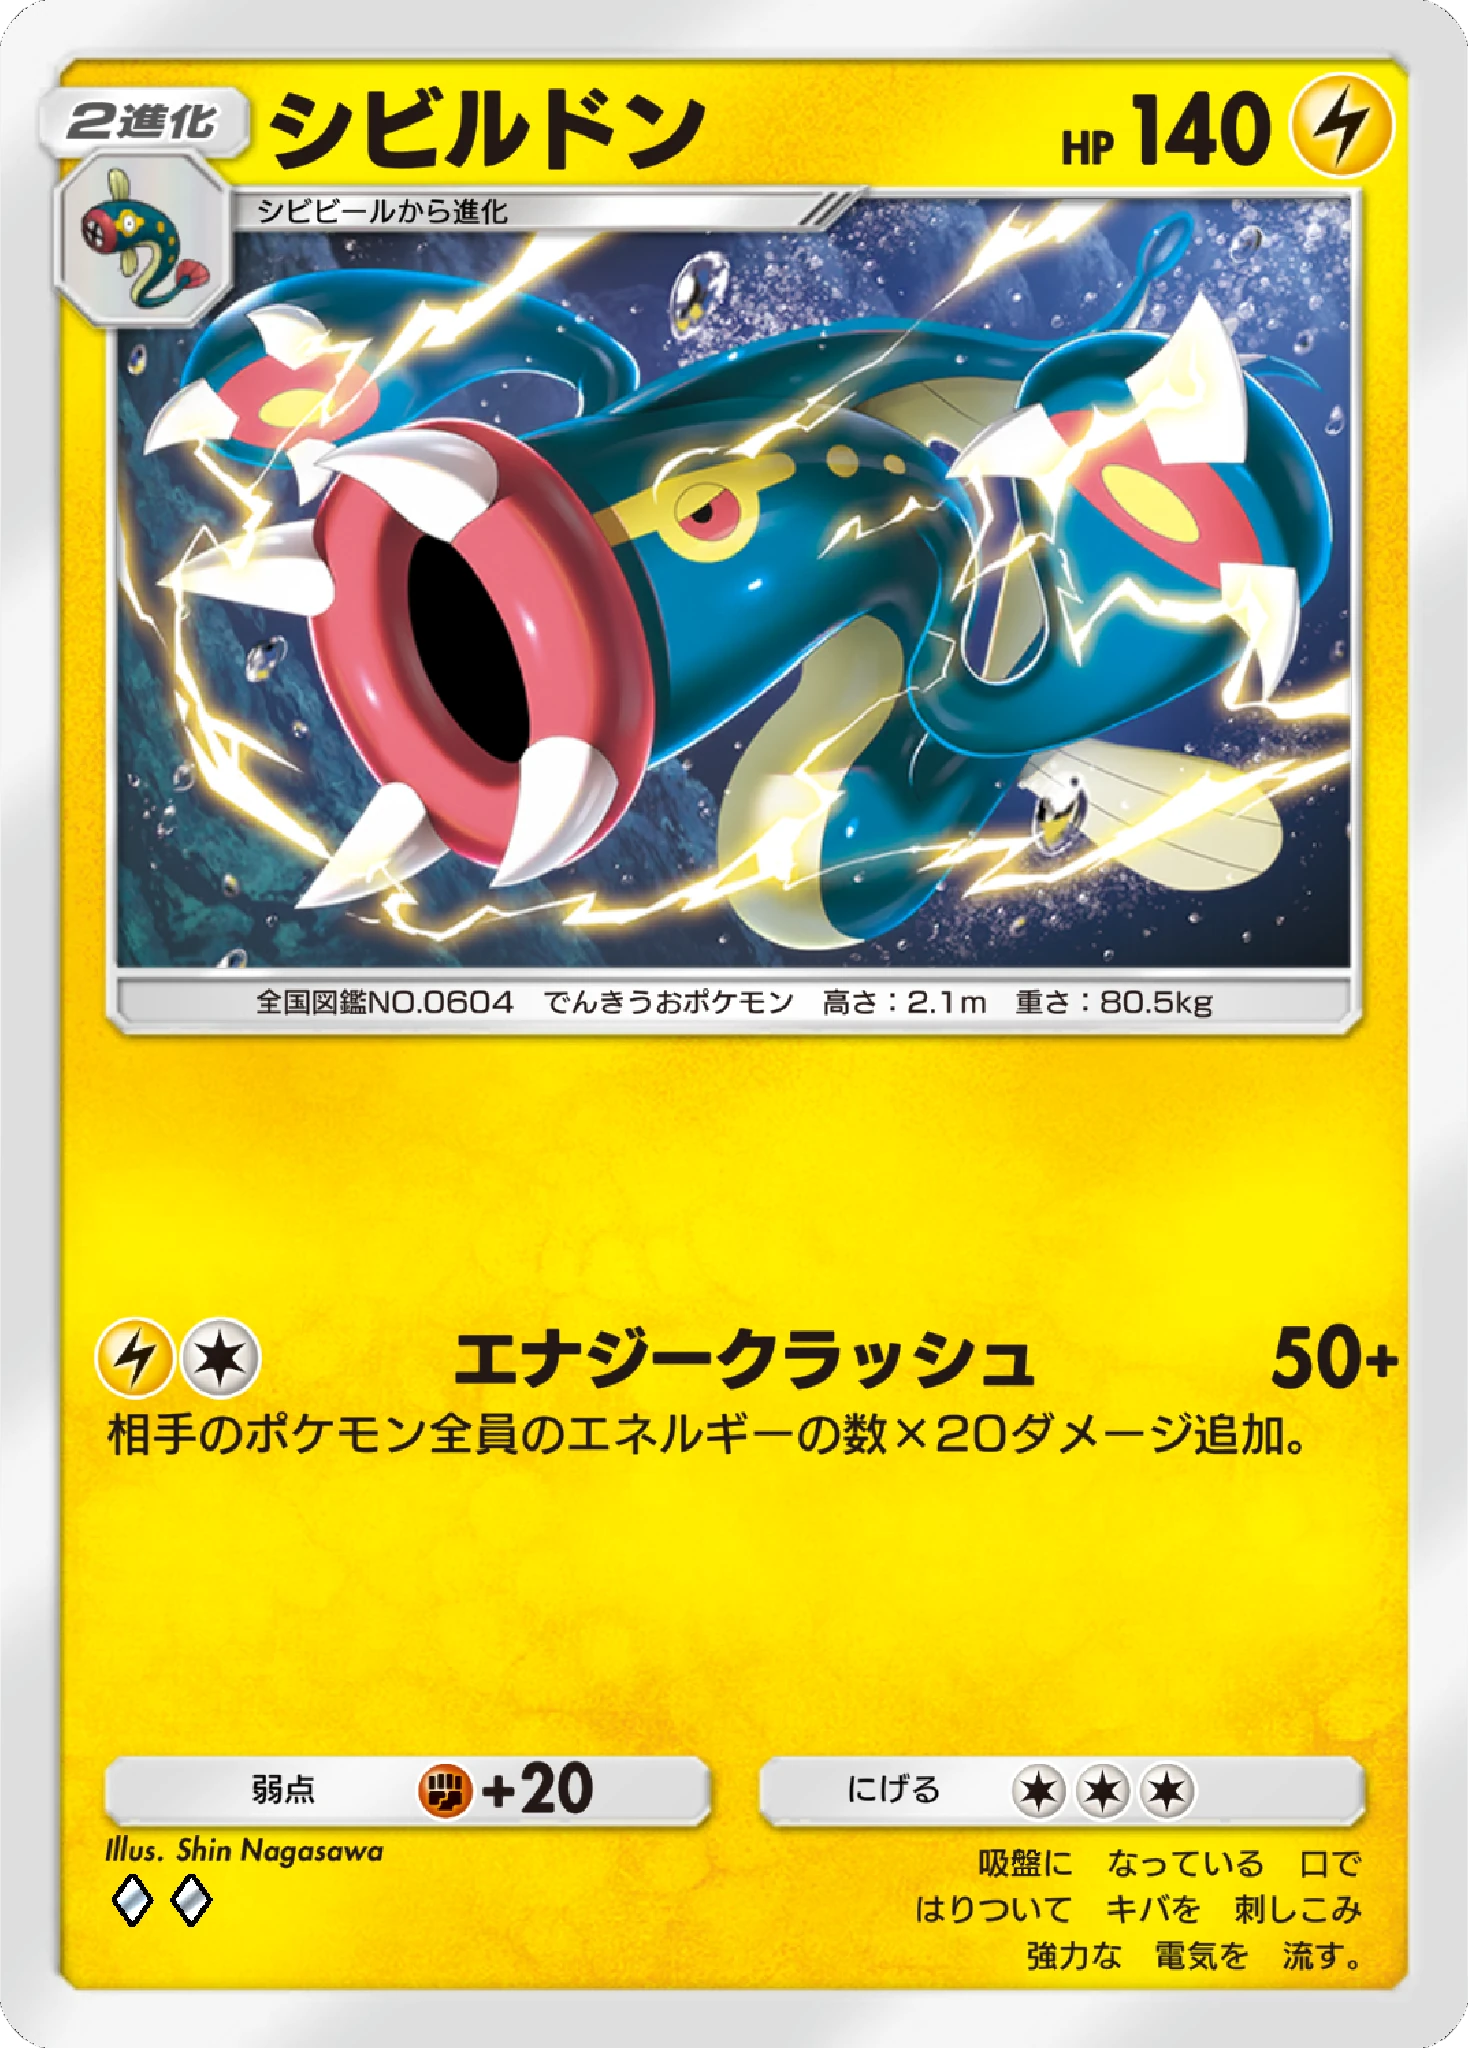 2進化
シビルドン
HP 140
シビビールから進化
全国図鑑NO.0604 でんきうおポケモン 高さ：2.1m 重さ：80.5kg
エナジークラッシュ 50+
相手のポケモン全員のエネルギーの数×20ダメージ追加。
弱点 +20
にげる
Illus. Shin Nagasawa
吸盤に なっている 口で
はりついて キバを 刺しこみ
強力な 電気を 流す。